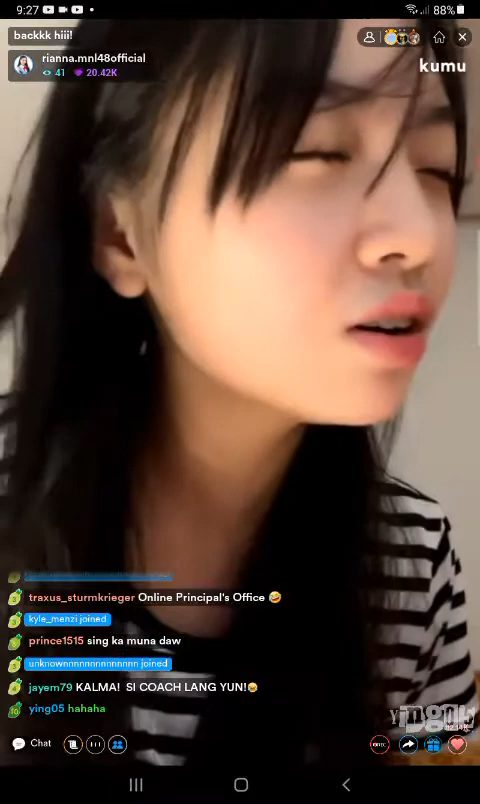 9:27
88%
backkk hiii!
rianna.mnl48official
41 20.42K
kumu
traxus_sturmkrieger Online Principal's Office 🤣
kyle_menzi joined
prince1515 sing ka muna daw
unknownnnnnnnnnnnnnn joined
jayem79 KALMA! SI COACH LANG YUN!🤣
ying05 hahaha
Chat